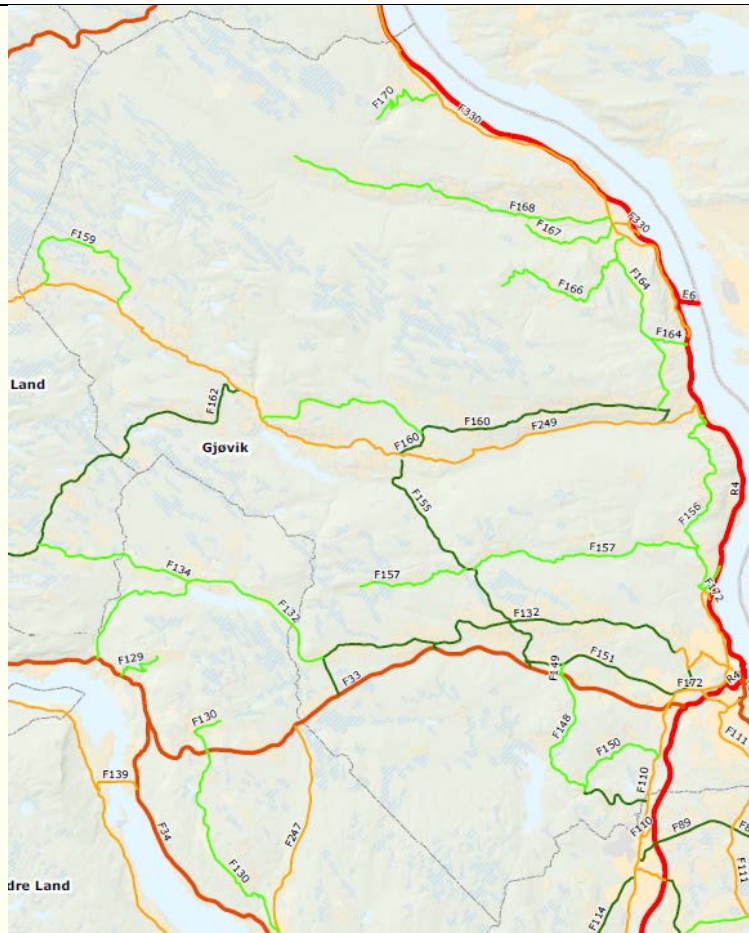 F170
F330
F168
F330
F167
F159
F166
F164
E6
F164
Land
F162
F160
F249
Gjøvik
F160
R4
F155
F156
F157
F134
F157
F172
F132
F132
F149
F151
F129
F33
F172
R4
F130
F148
F150
F111
F139
F110
F34
F247
F110
F89
F130
F111
dre Land
F114